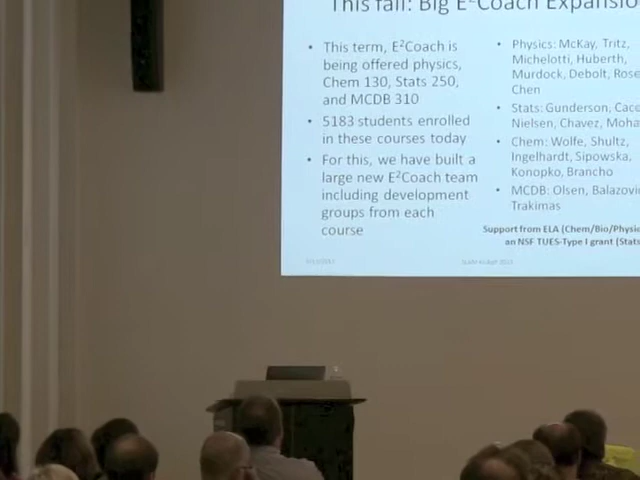 This fall: Big E²Coach Expansio
• This term, E²Coach is
being offered physics,
Chem 130, Stats 250,
and MCDB 310
• 5183 students enrolled
in these courses today
• For this, we have built a
large new E²Coach team
including development
groups from each
course
• Physics: McKay, Tritz,
Michelotti, Huberth,
Murdock, Debolt, Rose
Chen
• Stats: Gunderson, Cace
Nielsen, Chavez, Moha
• Chem: Wolfe, Shultz,
Ingelhardt, Sipowska,
Konopko, Brancho
• MCDB: Olsen, Balazovic
Trakimas
Support from ELA (Chem/Bio/Physic
an NSF TUES-Type I grant (Stats